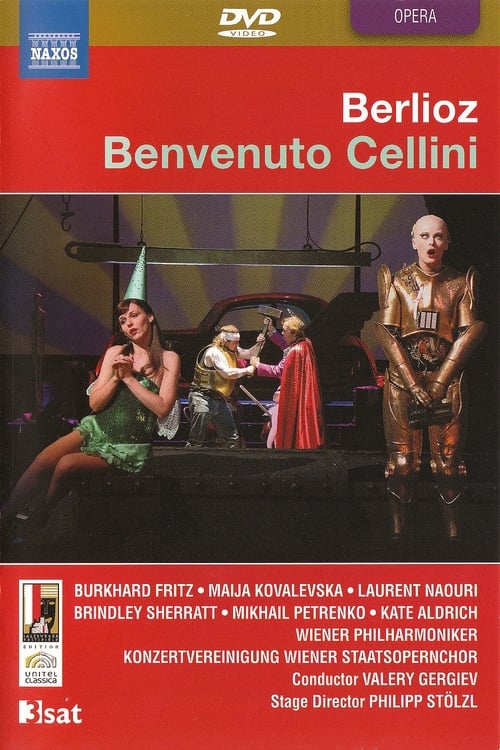 NAXOS
DVD
VIDEO
OPERA
Berlioz
Benvenuto Cellini
BURKHARD FRITZ • MAIJA KOVALEVSKA • LAURENT NAOURI
BRINDLEY SHERRATT • MIKHAIL PETRENKO • KATE ALDRICH
WIENER PHILHARMONIKER
KONZERTVEREINIGUNG WIENER STAATSOPERNCHOR
Conductor VALERY GERGIEV
Stage Director PHILIPP STÖLZL
EDITION
UNITEL
CLASSICA
3sat